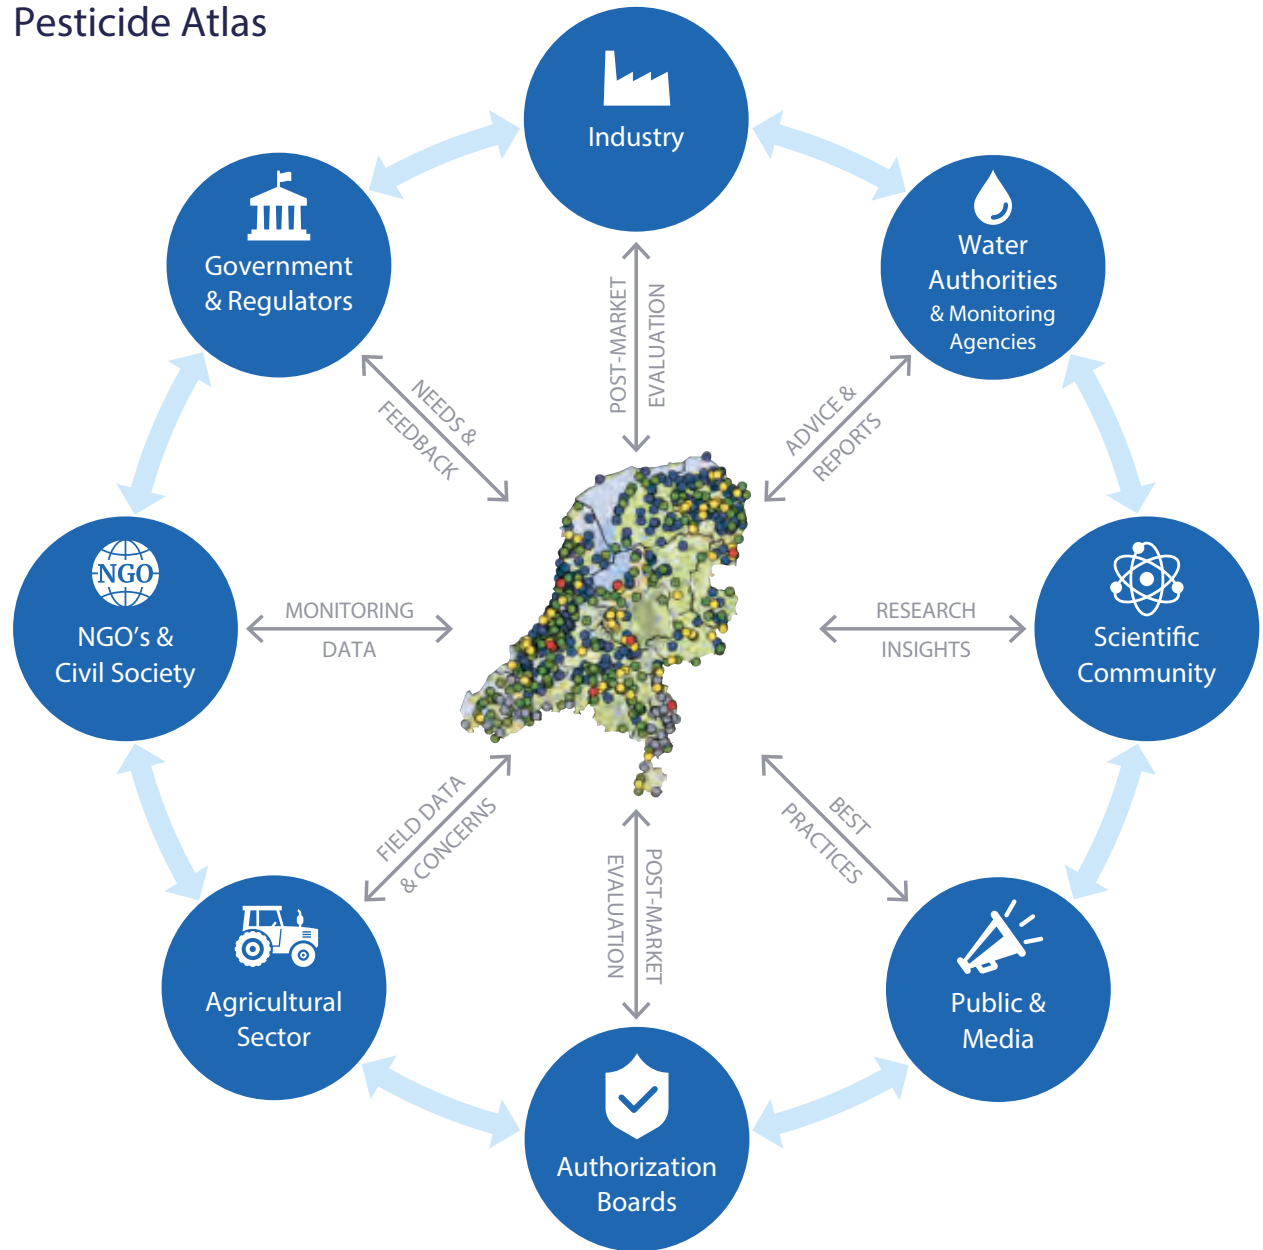 Pesticide Atlas
Industry
Government
& Regulators
Water
Authorities
& Monitoring
Agencies
POST-MARKET
EVALUATION
NEEDS &
FEEDBACK
ADVICE &
REPORTS
NGO
NGO's &
Civil Society
MONITORING
DATA
RESEARCH
INSIGHTS
Scientific
Community
FIELD DATA
& CONCERNS
POST-MARKET
EVALUATION
BEST
PRACTICES
Agricultural
Sector
Public &
Media
Authorization
Boards